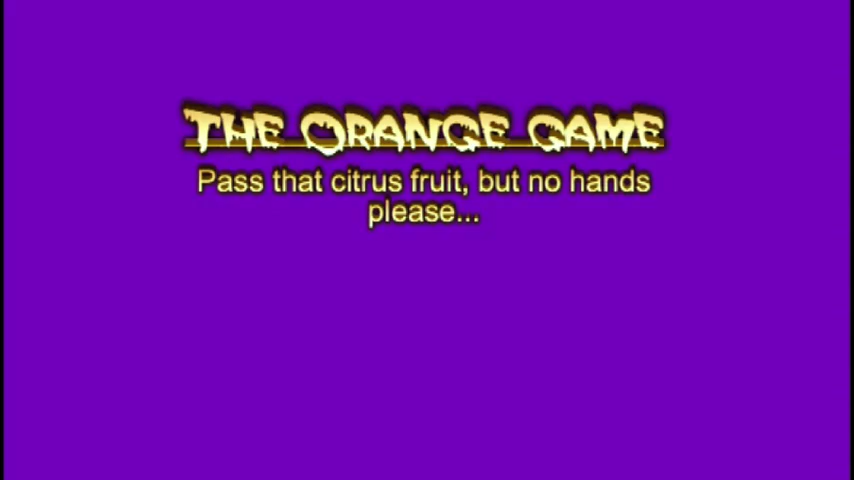 THE ORANGE GAME
Pass that citrus fruit, but no hands
please...